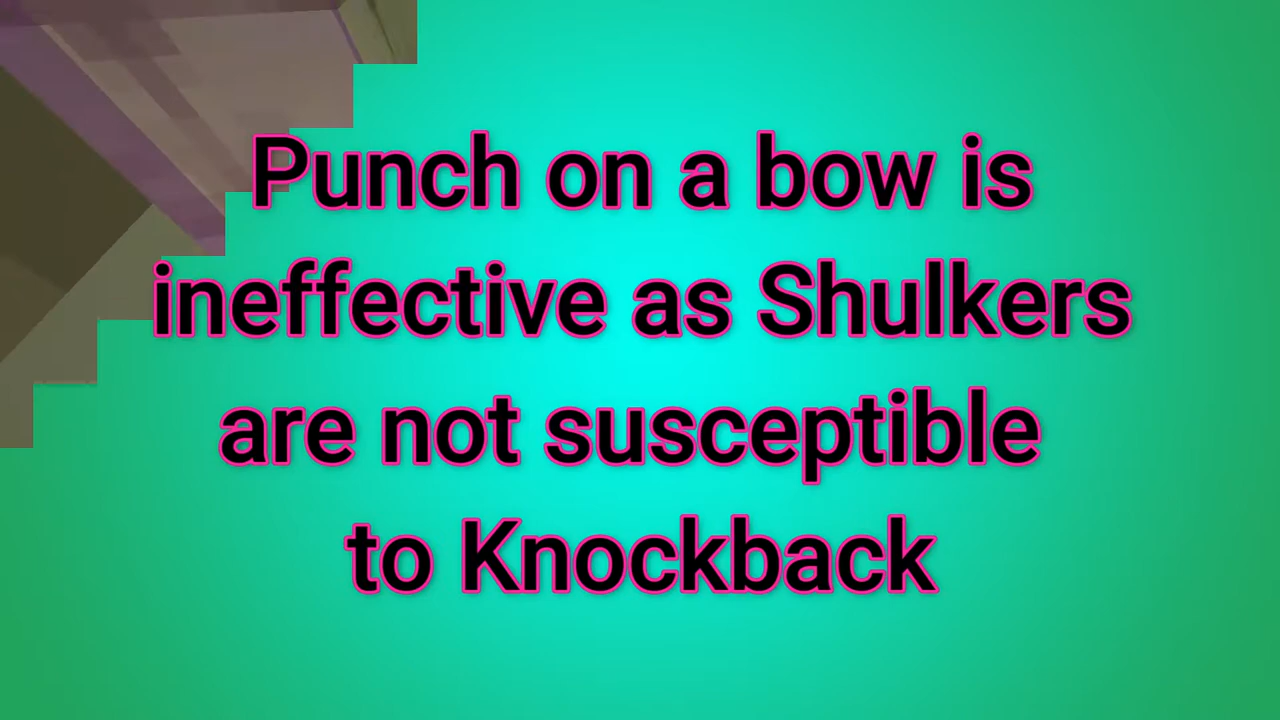 Punch on a bow is
ineffective as Shulkers
are not susceptible
to Knockback